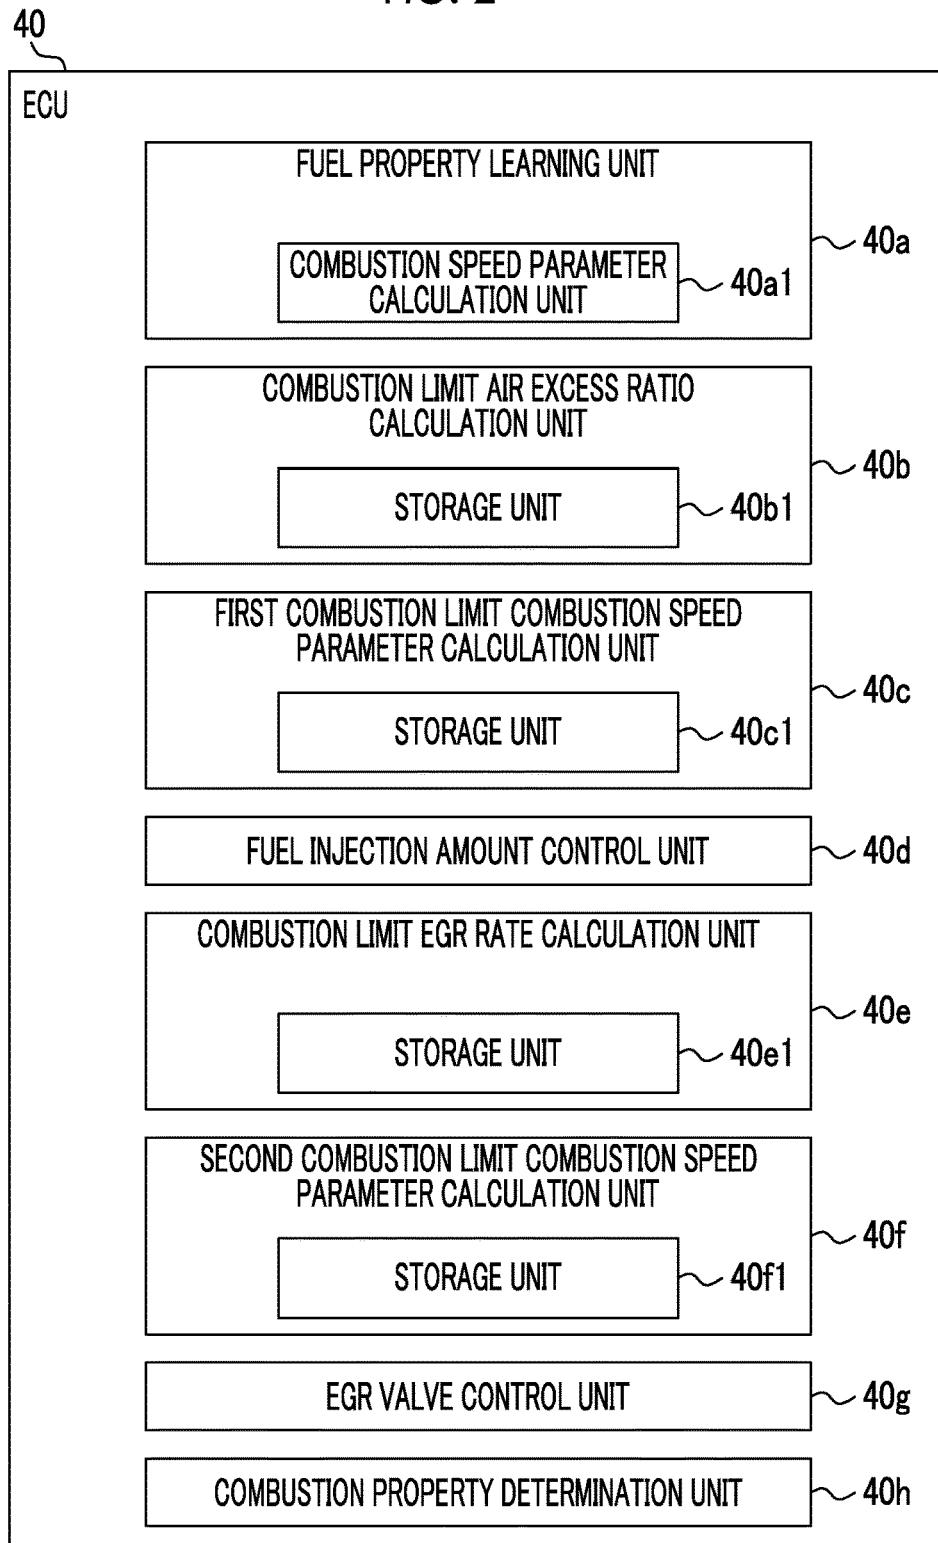 40
ECU
FUEL PROPERTY LEARNING UNIT
40a
COMBUSTION SPEED PARAMETER
CALCULATION UNIT
40a1
COMBUSTION LIMIT AIR EXCESS RATIO
CALCULATION UNIT
40b
STORAGE UNIT
40b1
FIRST COMBUSTION LIMIT COMBUSTION SPEED
PARAMETER CALCULATION UNIT
40c
STORAGE UNIT
40c1
FUEL INJECTION AMOUNT CONTROL UNIT
40d
COMBUSTION LIMIT EGR RATE CALCULATION UNIT
40e
STORAGE UNIT
40e1
SECOND COMBUSTION LIMIT COMBUSTION SPEED
PARAMETER CALCULATION UNIT
40f
STORAGE UNIT
40f1
EGR VALVE CONTROL UNIT
40g
COMBUSTION PROPERTY DETERMINATION UNIT
40h